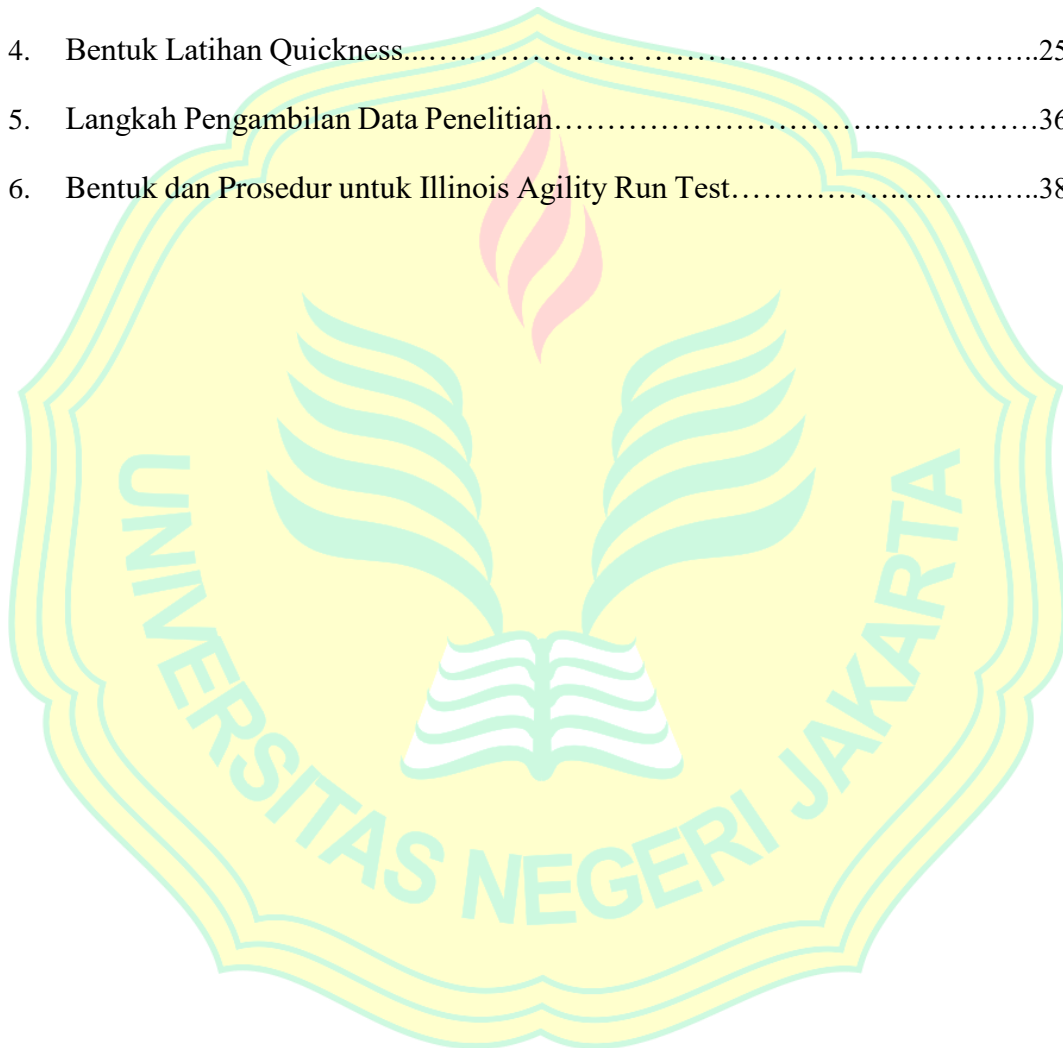 4. Bentuk Latihan Quickness...………………. ………………………………..25
5. Langkah Pengambilan Data Penelitian………………………….……………36
6. Bentuk dan Prosedur untuk Illinois Agility Run Test……………...……...…..38
UNIVERSITAS NEGERI JAKARTA